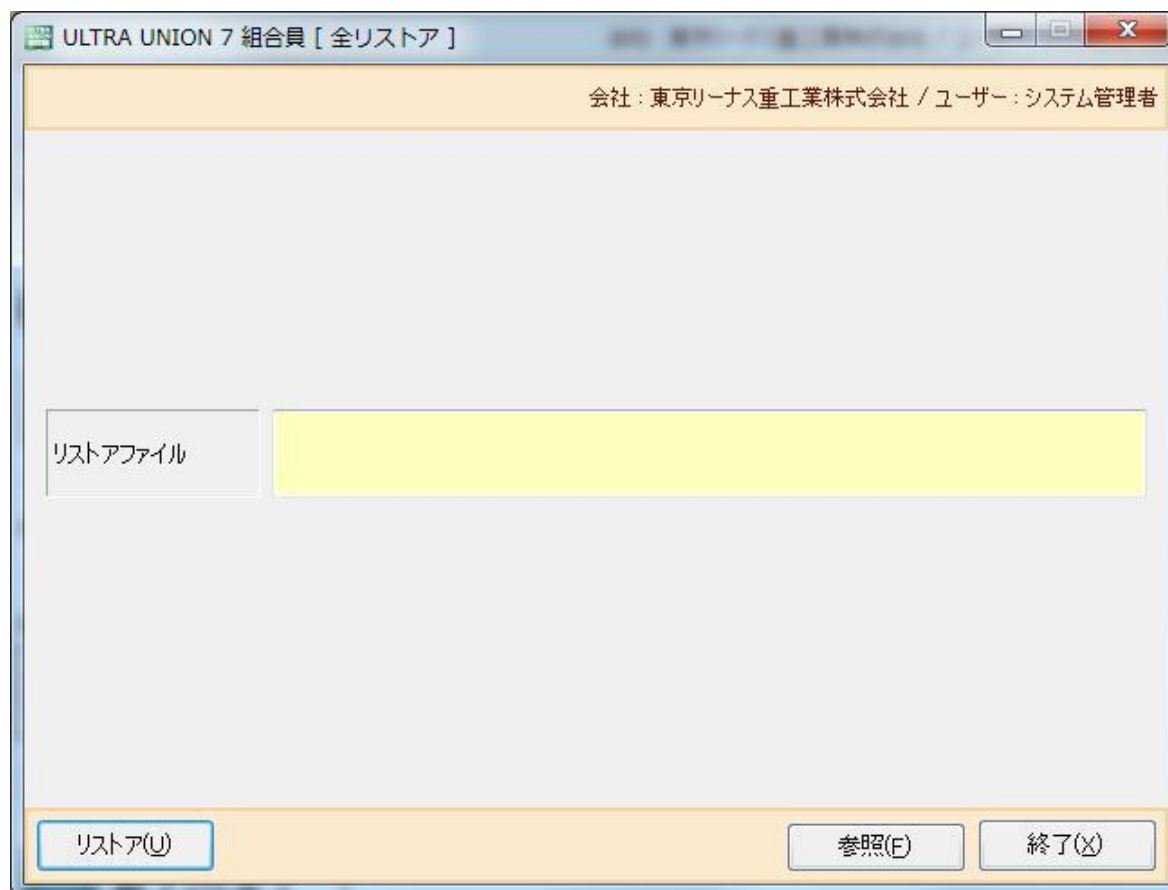 ULTRA UNION 7 組合員 [ 全リストア ]
会社：東京リーナス重工業株式会社 / ユーザー：システム管理者
リストアファイル
リストア(U)
参照(F)
終了(X)